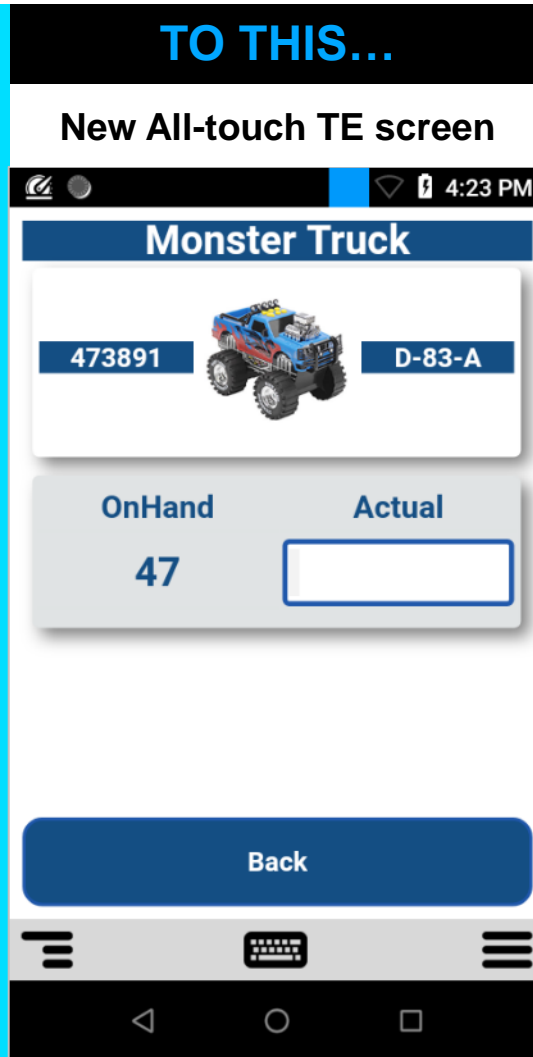 TO THIS...
New All-touch TE screen
4:23 PM
Monster Truck
473891
D-83-A
OnHand Actual
47
Back